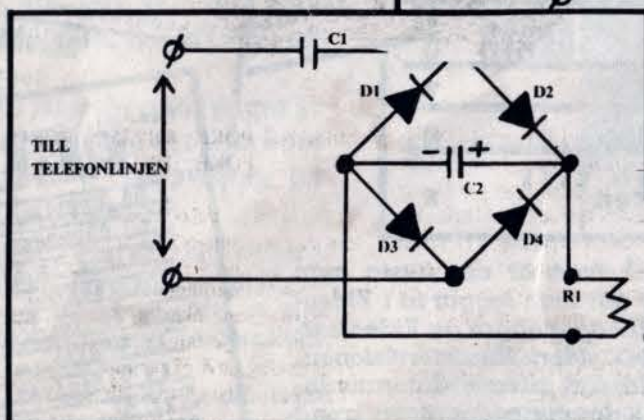 C1
D1
D2
TILL
TELEFONLINJEN
- +
C2
D3
D4
R1